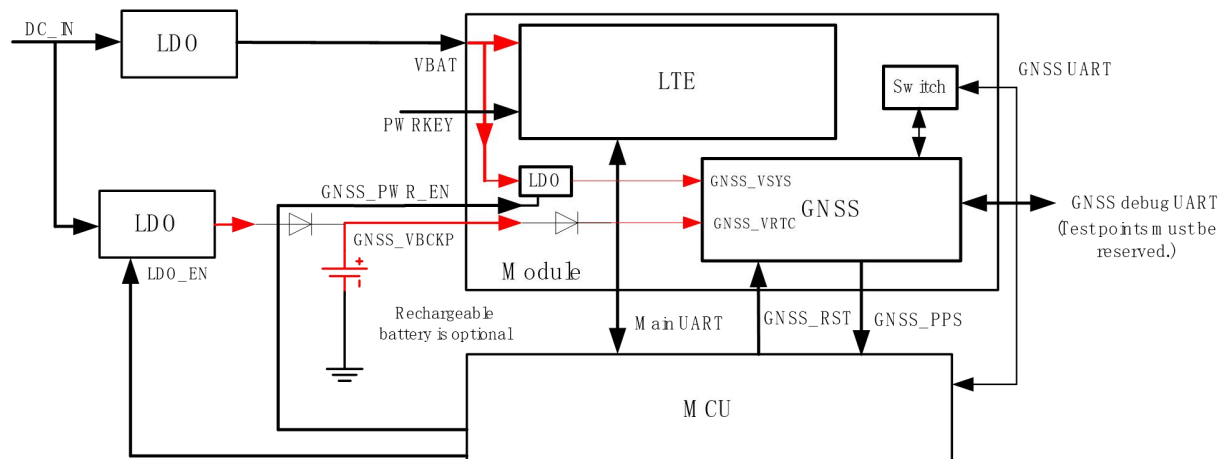 DC_IN
LDO
VBAT
LTE
GNSS UART
Switch
PWRKEY
GNSS_PWR_EN
LDO
GNSS_VSYS
GNSS
GNSS debug UART
(Test points must be
reserved.)
LDO
GNSS_VBCKP
GNSS_VRTC
LDO_EN
Module
Rechargeable
battery is optional
Main UART
GNSS_RST
GNSS_PPS
MCU